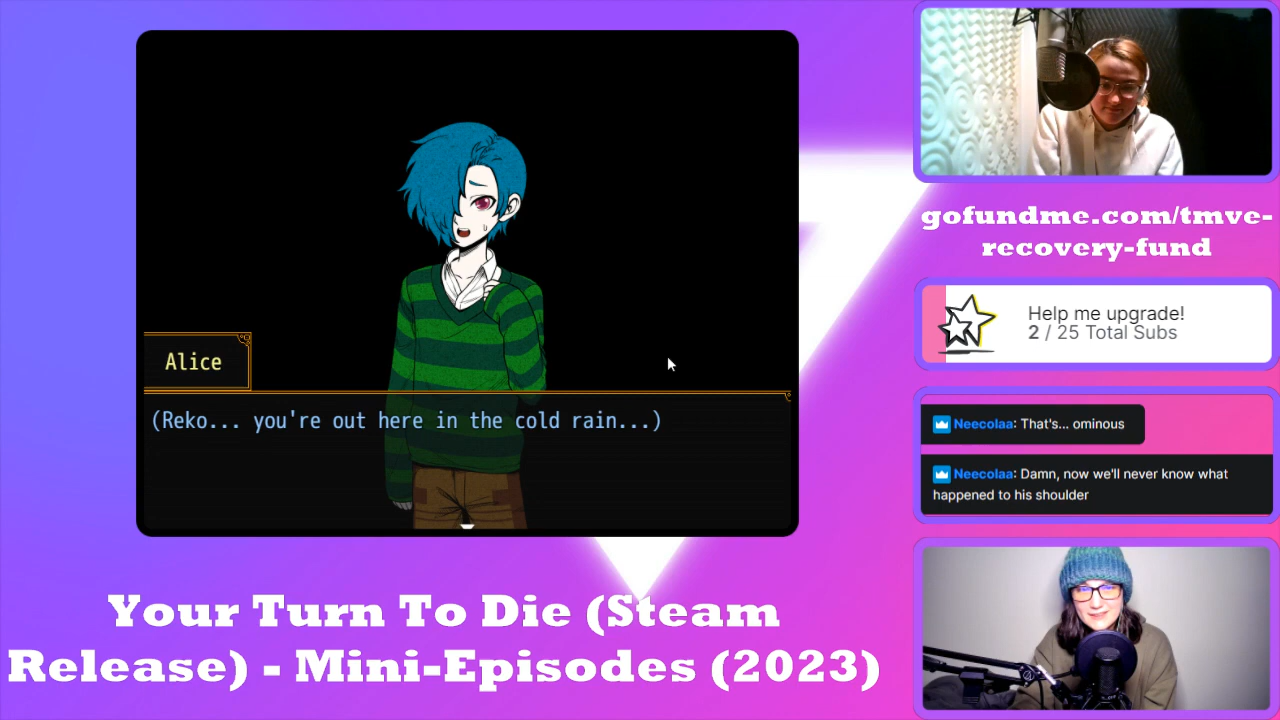 Alice
(Reko... you're out here in the cold rain...)
Your Turn To Die (Steam
Release) - Mini-Episodes (2023)
gofundme.com/tmve-
recovery-fund
Help me upgrade!
2 / 25 Total Subs
Neecolaa: That's... ominous
Neecolaa: Damn, now we'll never know what
happened to his shoulder